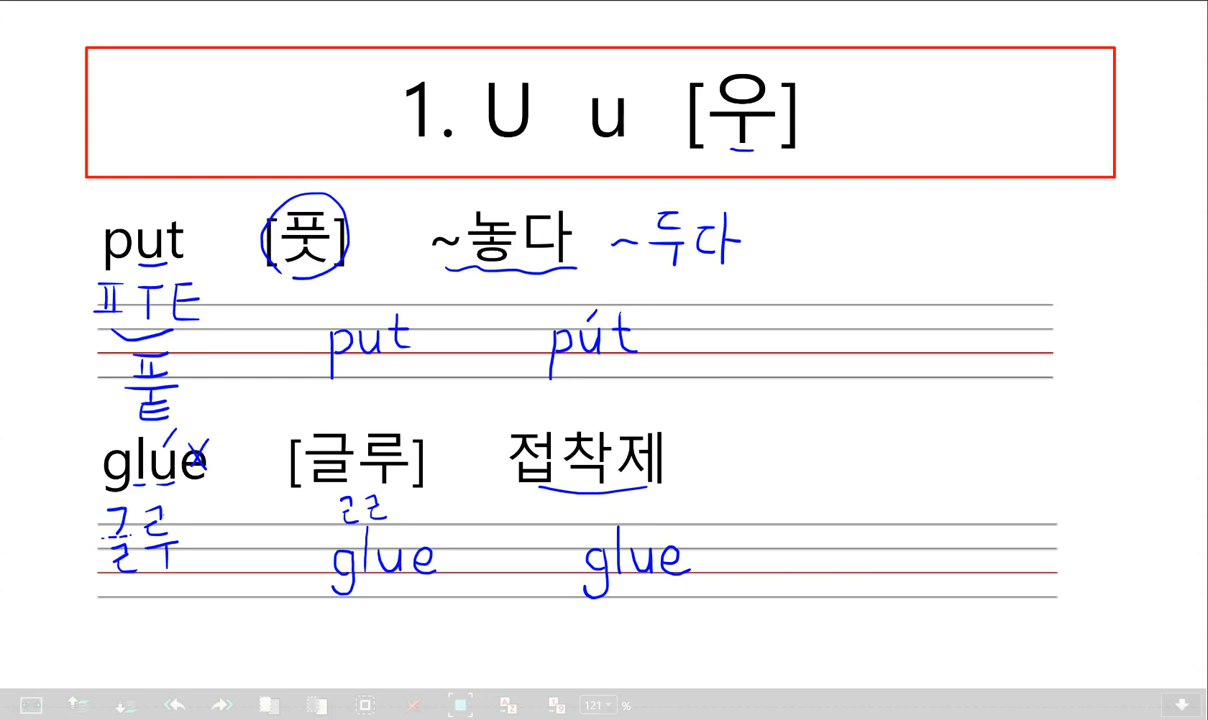 1. U u [우]
put [풋] ~놓다 ~두다
ㅍㅜㅌ put pút
풑
glue [글루] 접착제
글루 ㄹㄹ
glue glue
121 %